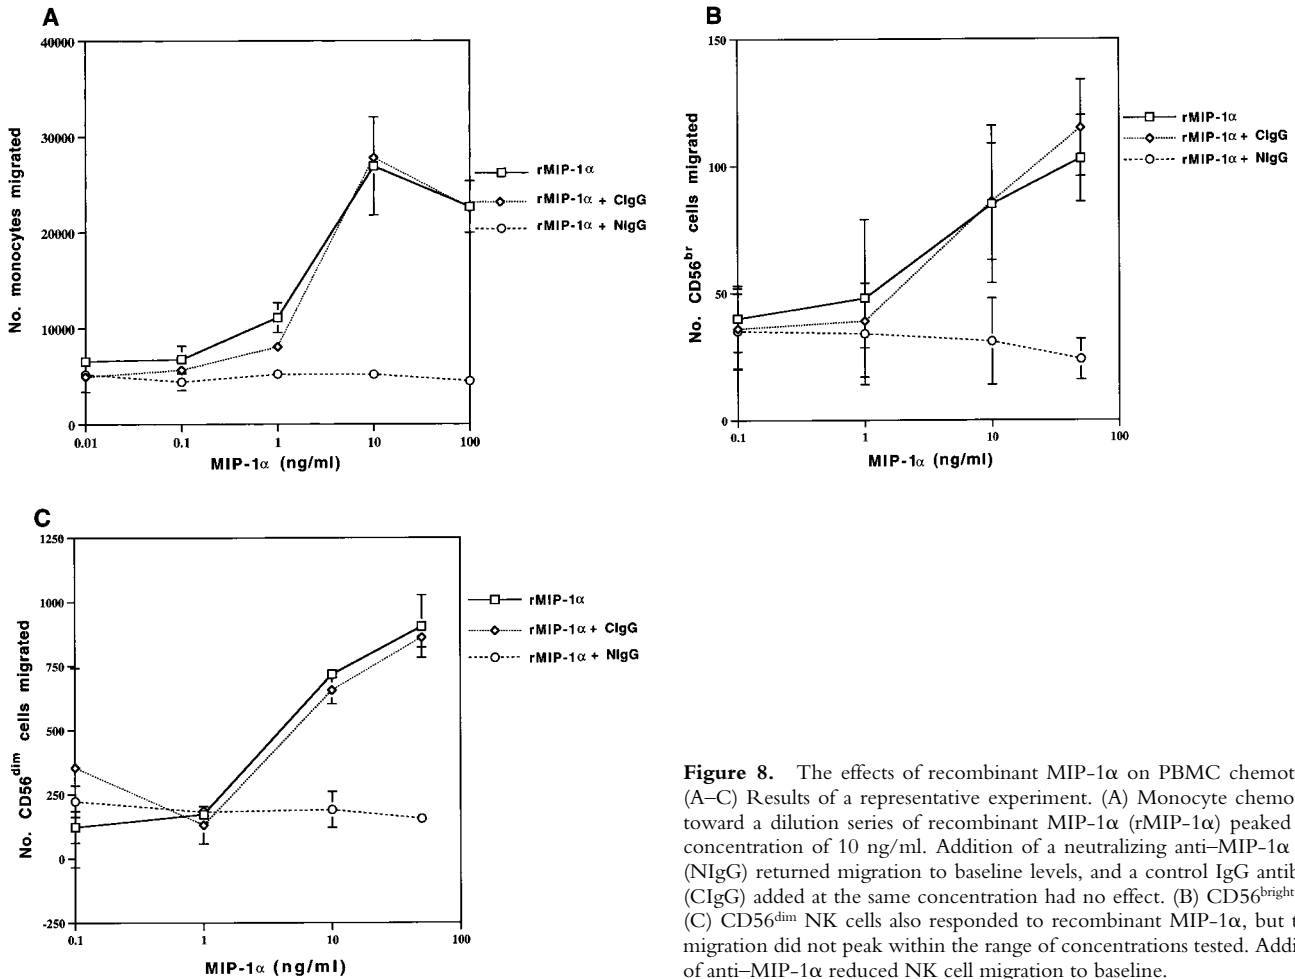 A
40000
30000
20000
10000
0
0.01
0.1
1
10
100
No. monocytes migrated
MIP-1α (ng/ml)
rMIP-1α
rMIP-1α + CIgG
rMIP-1α + NIgG
B
150
100
50
0
0.1
1
10
100
No. CD56br cells migrated
MIP-1α (ng/ml)
rMIP-1α
rMIP-1α + CIgG
rMIP-1α + NIgG
C
1250
1000
750
500
250
0
-250
0.1
1
10
100
No. CD56dim cells migrated
MIP-1α (ng/ml)
rMIP-1α
rMIP-1α + CIgG
rMIP-1α + NIgG
Figure 8. The effects of recombinant MIP-1α on PBMC chemot
(A–C) Results of a representative experiment. (A) Monocyte chemo
toward a dilution series of recombinant MIP-1α (rMIP-1α) peaked
concentration of 10 ng/ml. Addition of a neutralizing anti–MIP-1α
(NIgG) returned migration to baseline levels, and a control IgG antib
(CIgG) added at the same concentration had no effect. (B) CD56bright
(C) CD56dim NK cells also responded to recombinant MIP-1α, but t
migration did not peak within the range of concentrations tested. Addi
of anti–MIP-1α reduced NK cell migration to baseline.